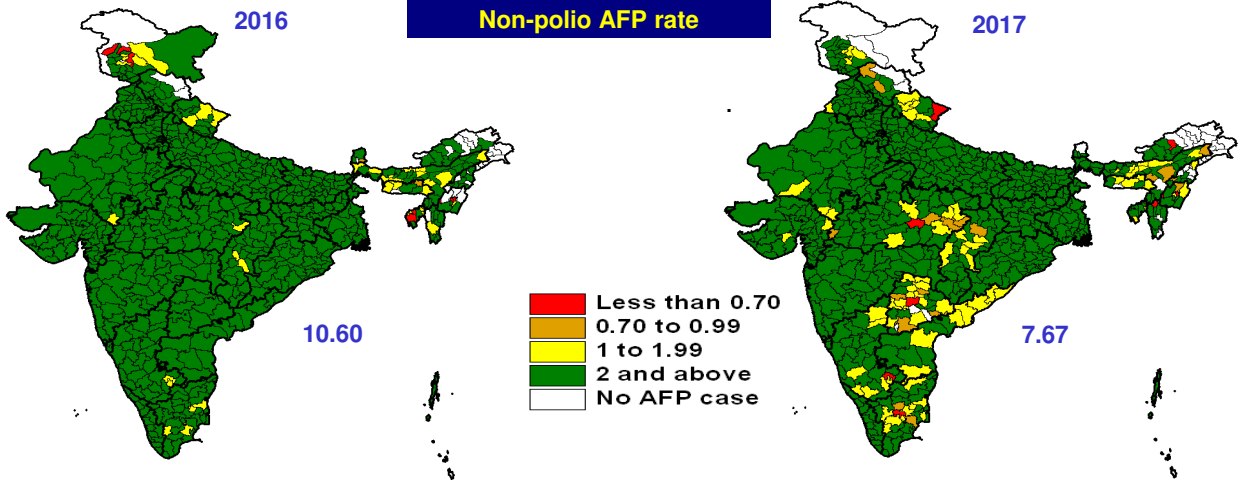 Non-polio AFP rate
2016
2017
10.60
7.67
Less than 0.70
0.70 to 0.99
1 to 1.99
2 and above
No AFP case